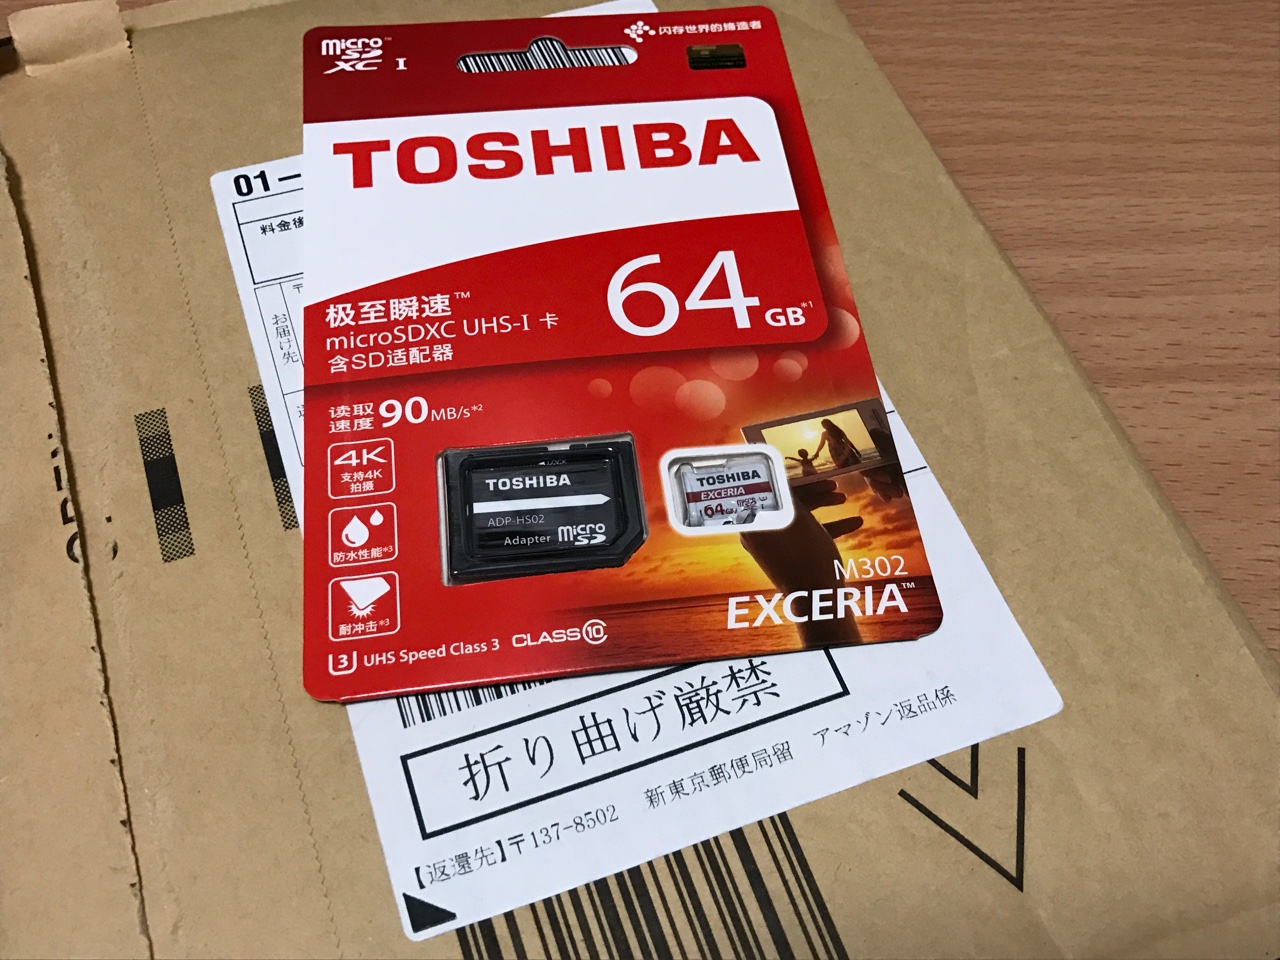 Micro SD XC I
闪存世界的缔造者
TOSHIBA
64GB*1
极至瞬速™
microSDXC UHS-I 卡
含SD适配器
读取速度 90MB/s*2
4K
支持4K
拍摄
防水性能*3
耐冲击*3
LOCK
TOSHIBA
ADP-HS02
Adapter Micro SD
TOSHIBA
EXCERIA
64GB
M302
EXCERIA™
3 UHS Speed Class 3 CLASS 10
01-
料金後
〒
お届け先
折り曲げ厳禁
【返還先】〒137-8502 新東京郵便局留 アマゾン返品係